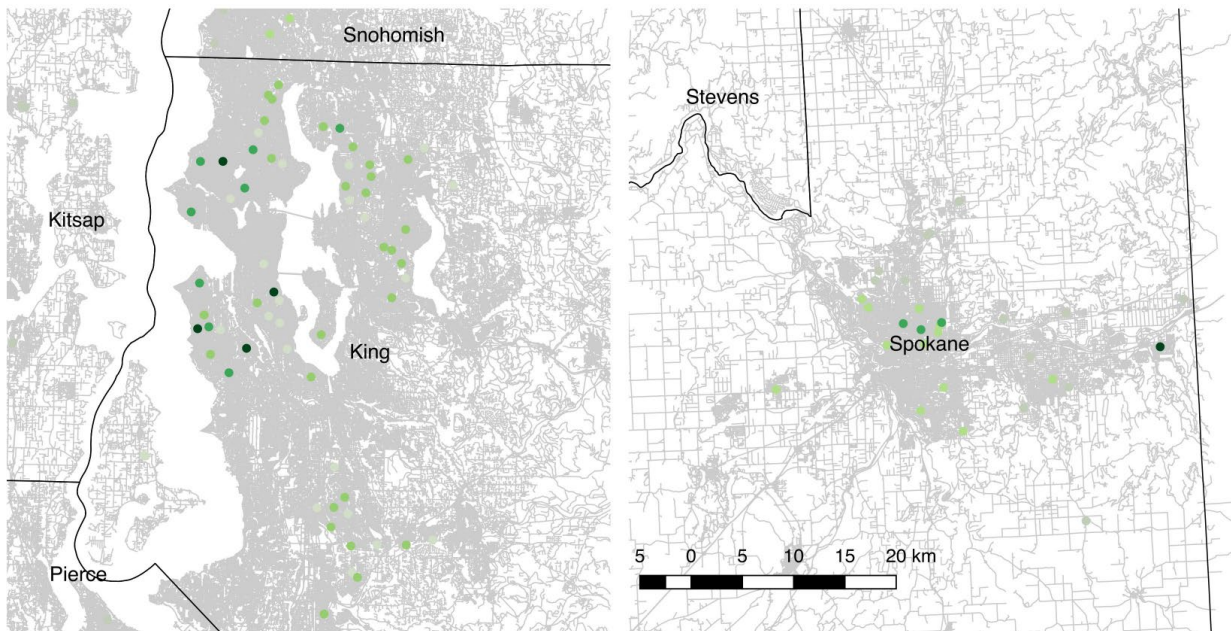 Snohomish
Stevens
Kitsap
King
Spokane
5 0 5 10 15 20 km
Pierce